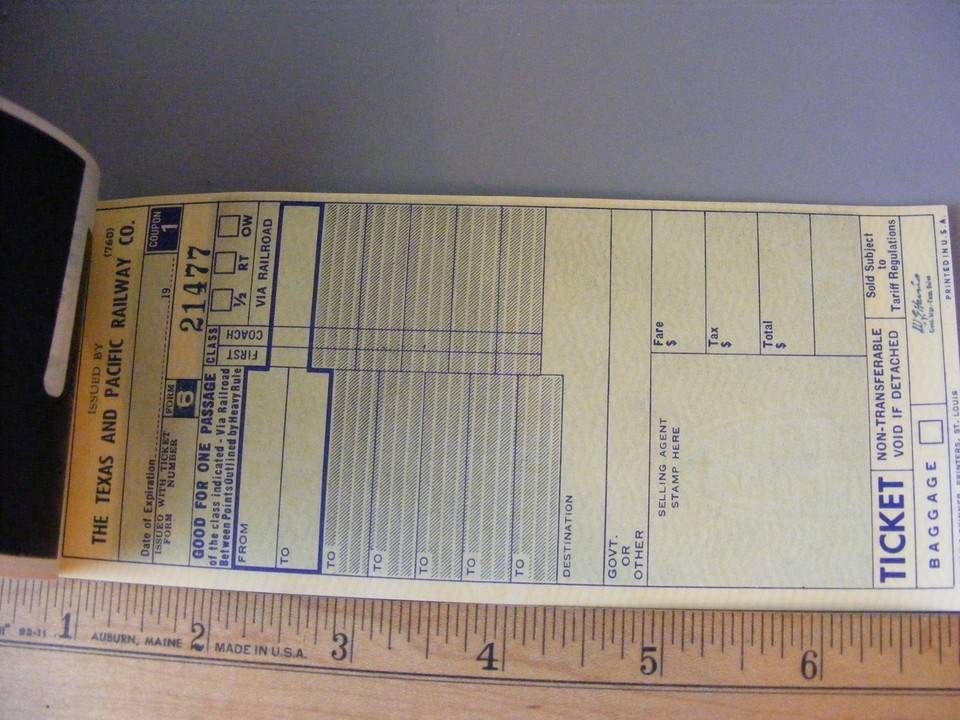 ISSUED BY (760)
THE TEXAS AND PACIFIC RAILWAY CO.
Date of Expiration 19
COUPON
1
ISSUED WITH TICKET
FORM NUMBER
FORM
6
21477
GOOD FOR ONE PASSAGE
of the class indicated - Via Railroad
Between Points Outlined by Heavy Rule
CLASS
½ RT OW
FIRST
COACH
VIA RAILROAD
FROM
TO
TO
TO
TO
TO
TO
DESTINATION
GOVT.
OR
OTHER
SELLING AGENT
STAMP HERE
Fare
$
Tax
$
Total
$
TICKET
NON-TRANSFERABLE
VOID IF DETACHED
Sold Subject
to
Tariff Regulations
BAGGAGE
PRINTED IN U.S.A.
PRINTERS, ST. LOUIS
1 2 3 4 5 6
AUBURN, MAINE
MADE IN U.S.A.